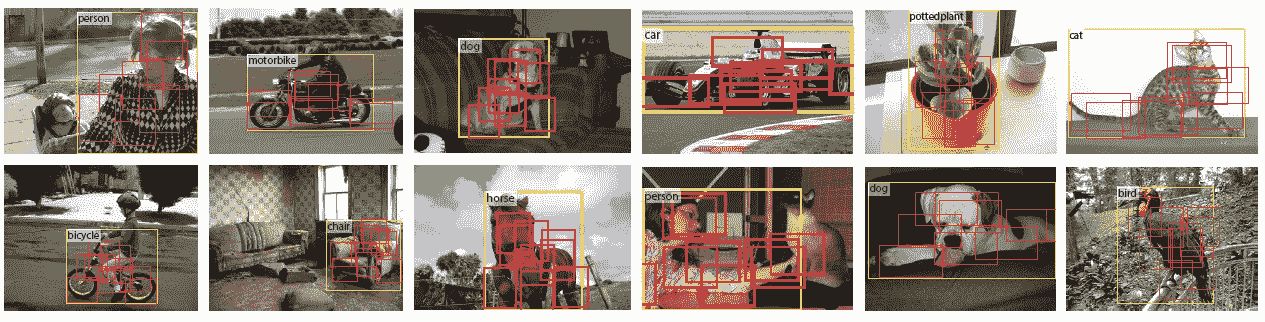 person
motorbike
dog
car
pottedplant
cat
bicycle
chair
horse
person
dog
bird